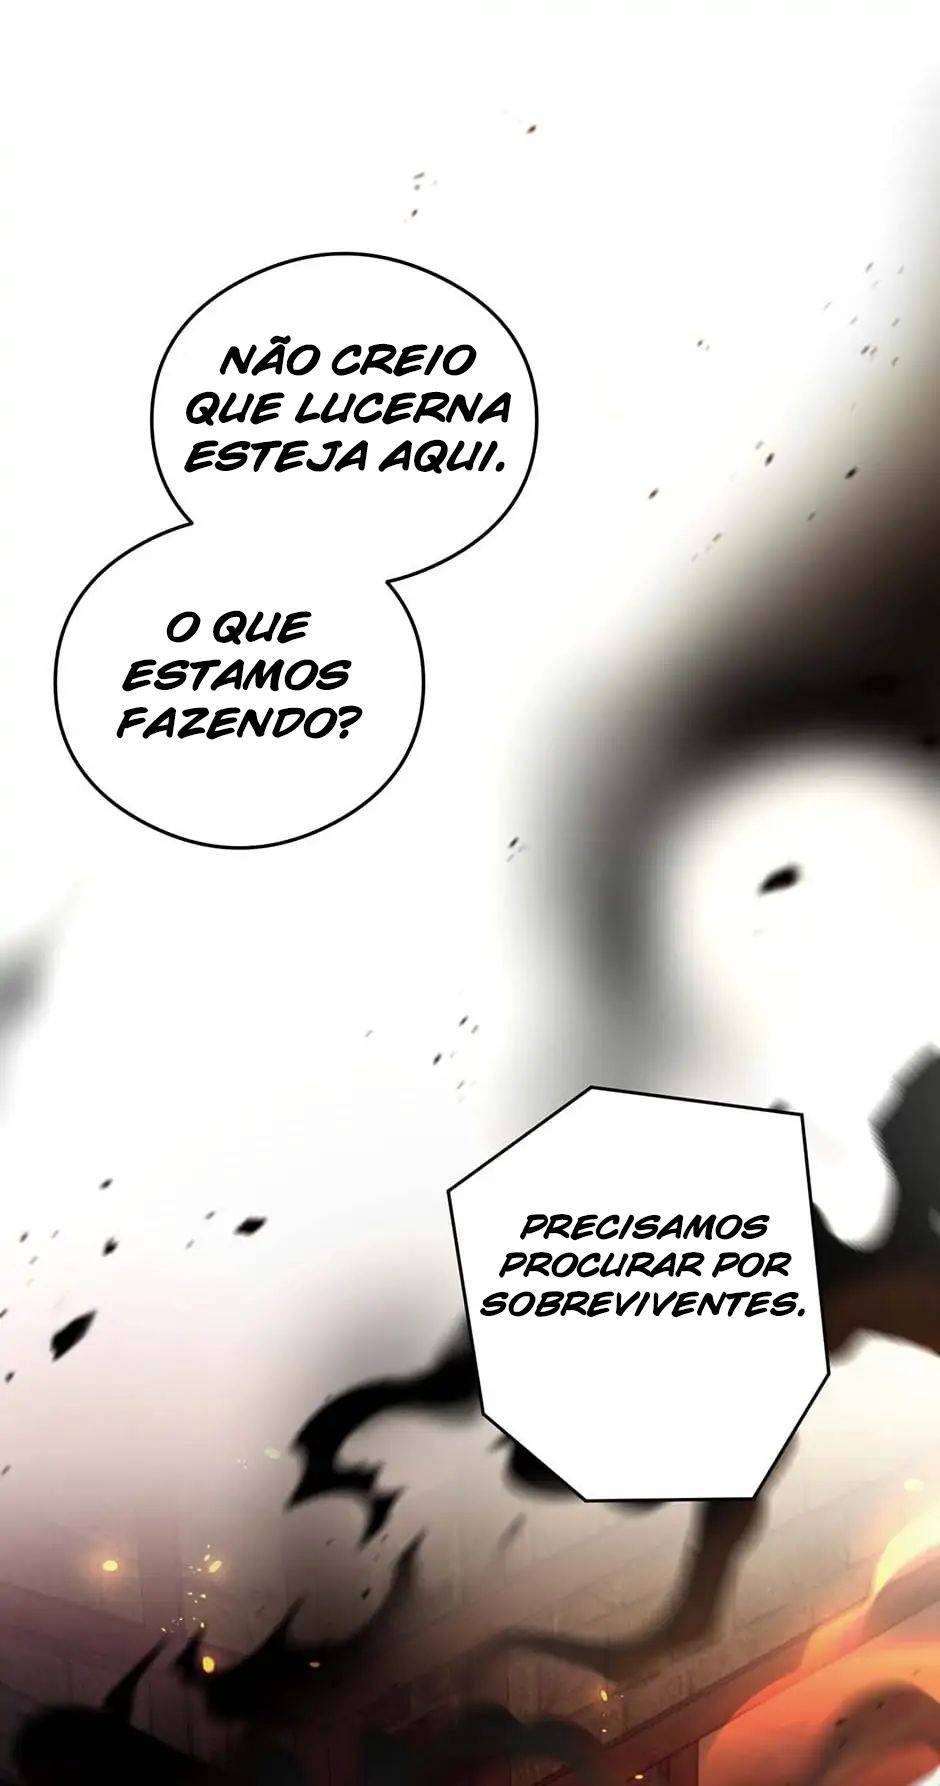 NÃO CREIO
QUE LUCERNA
ESTEJA AQUI.
O QUE
ESTAMOS
FAZENDO?
PRECISAMOS
PROCURAR POR
SOBREVIVENTES.